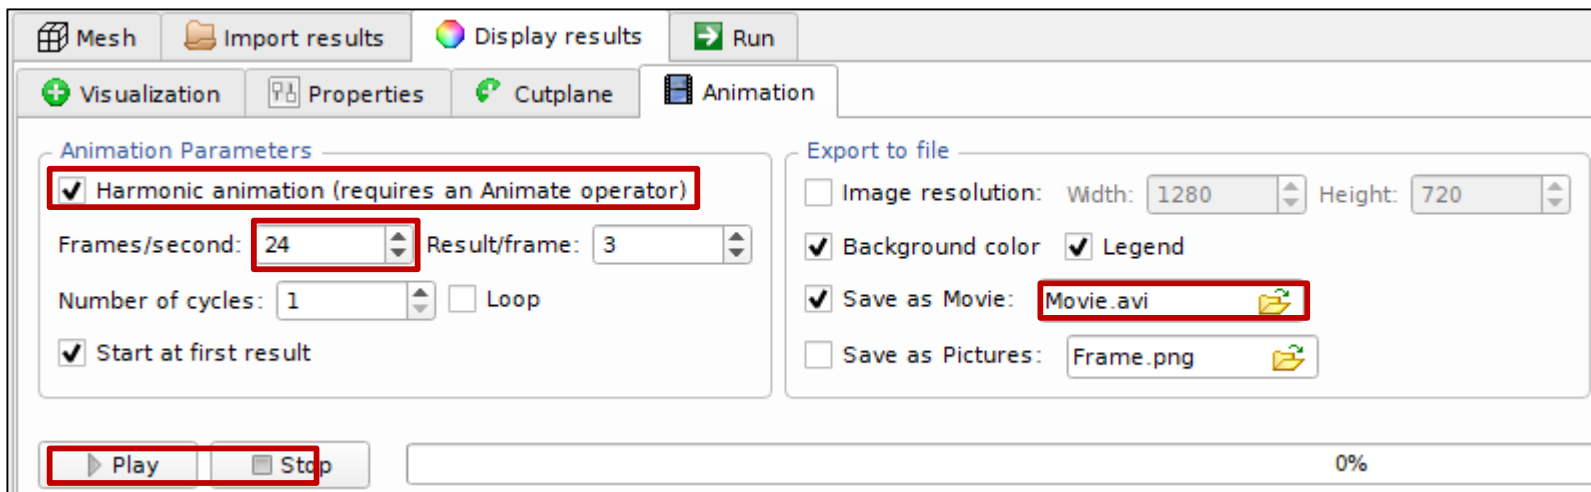 Mesh Import results Display results Run
Visualization Properties Cutplane Animation
Animation Parameters
Harmonic animation (requires an Animate operator)
Frames/second: 24 Result/frame: 3
Number of cycles: 1 Loop
Start at first result
Export to file
Image resolution: Width: 1280 Height: 720
Background color Legend
Save as Movie: Movie.avi
Save as Pictures: Frame.png
Play Stop 0%